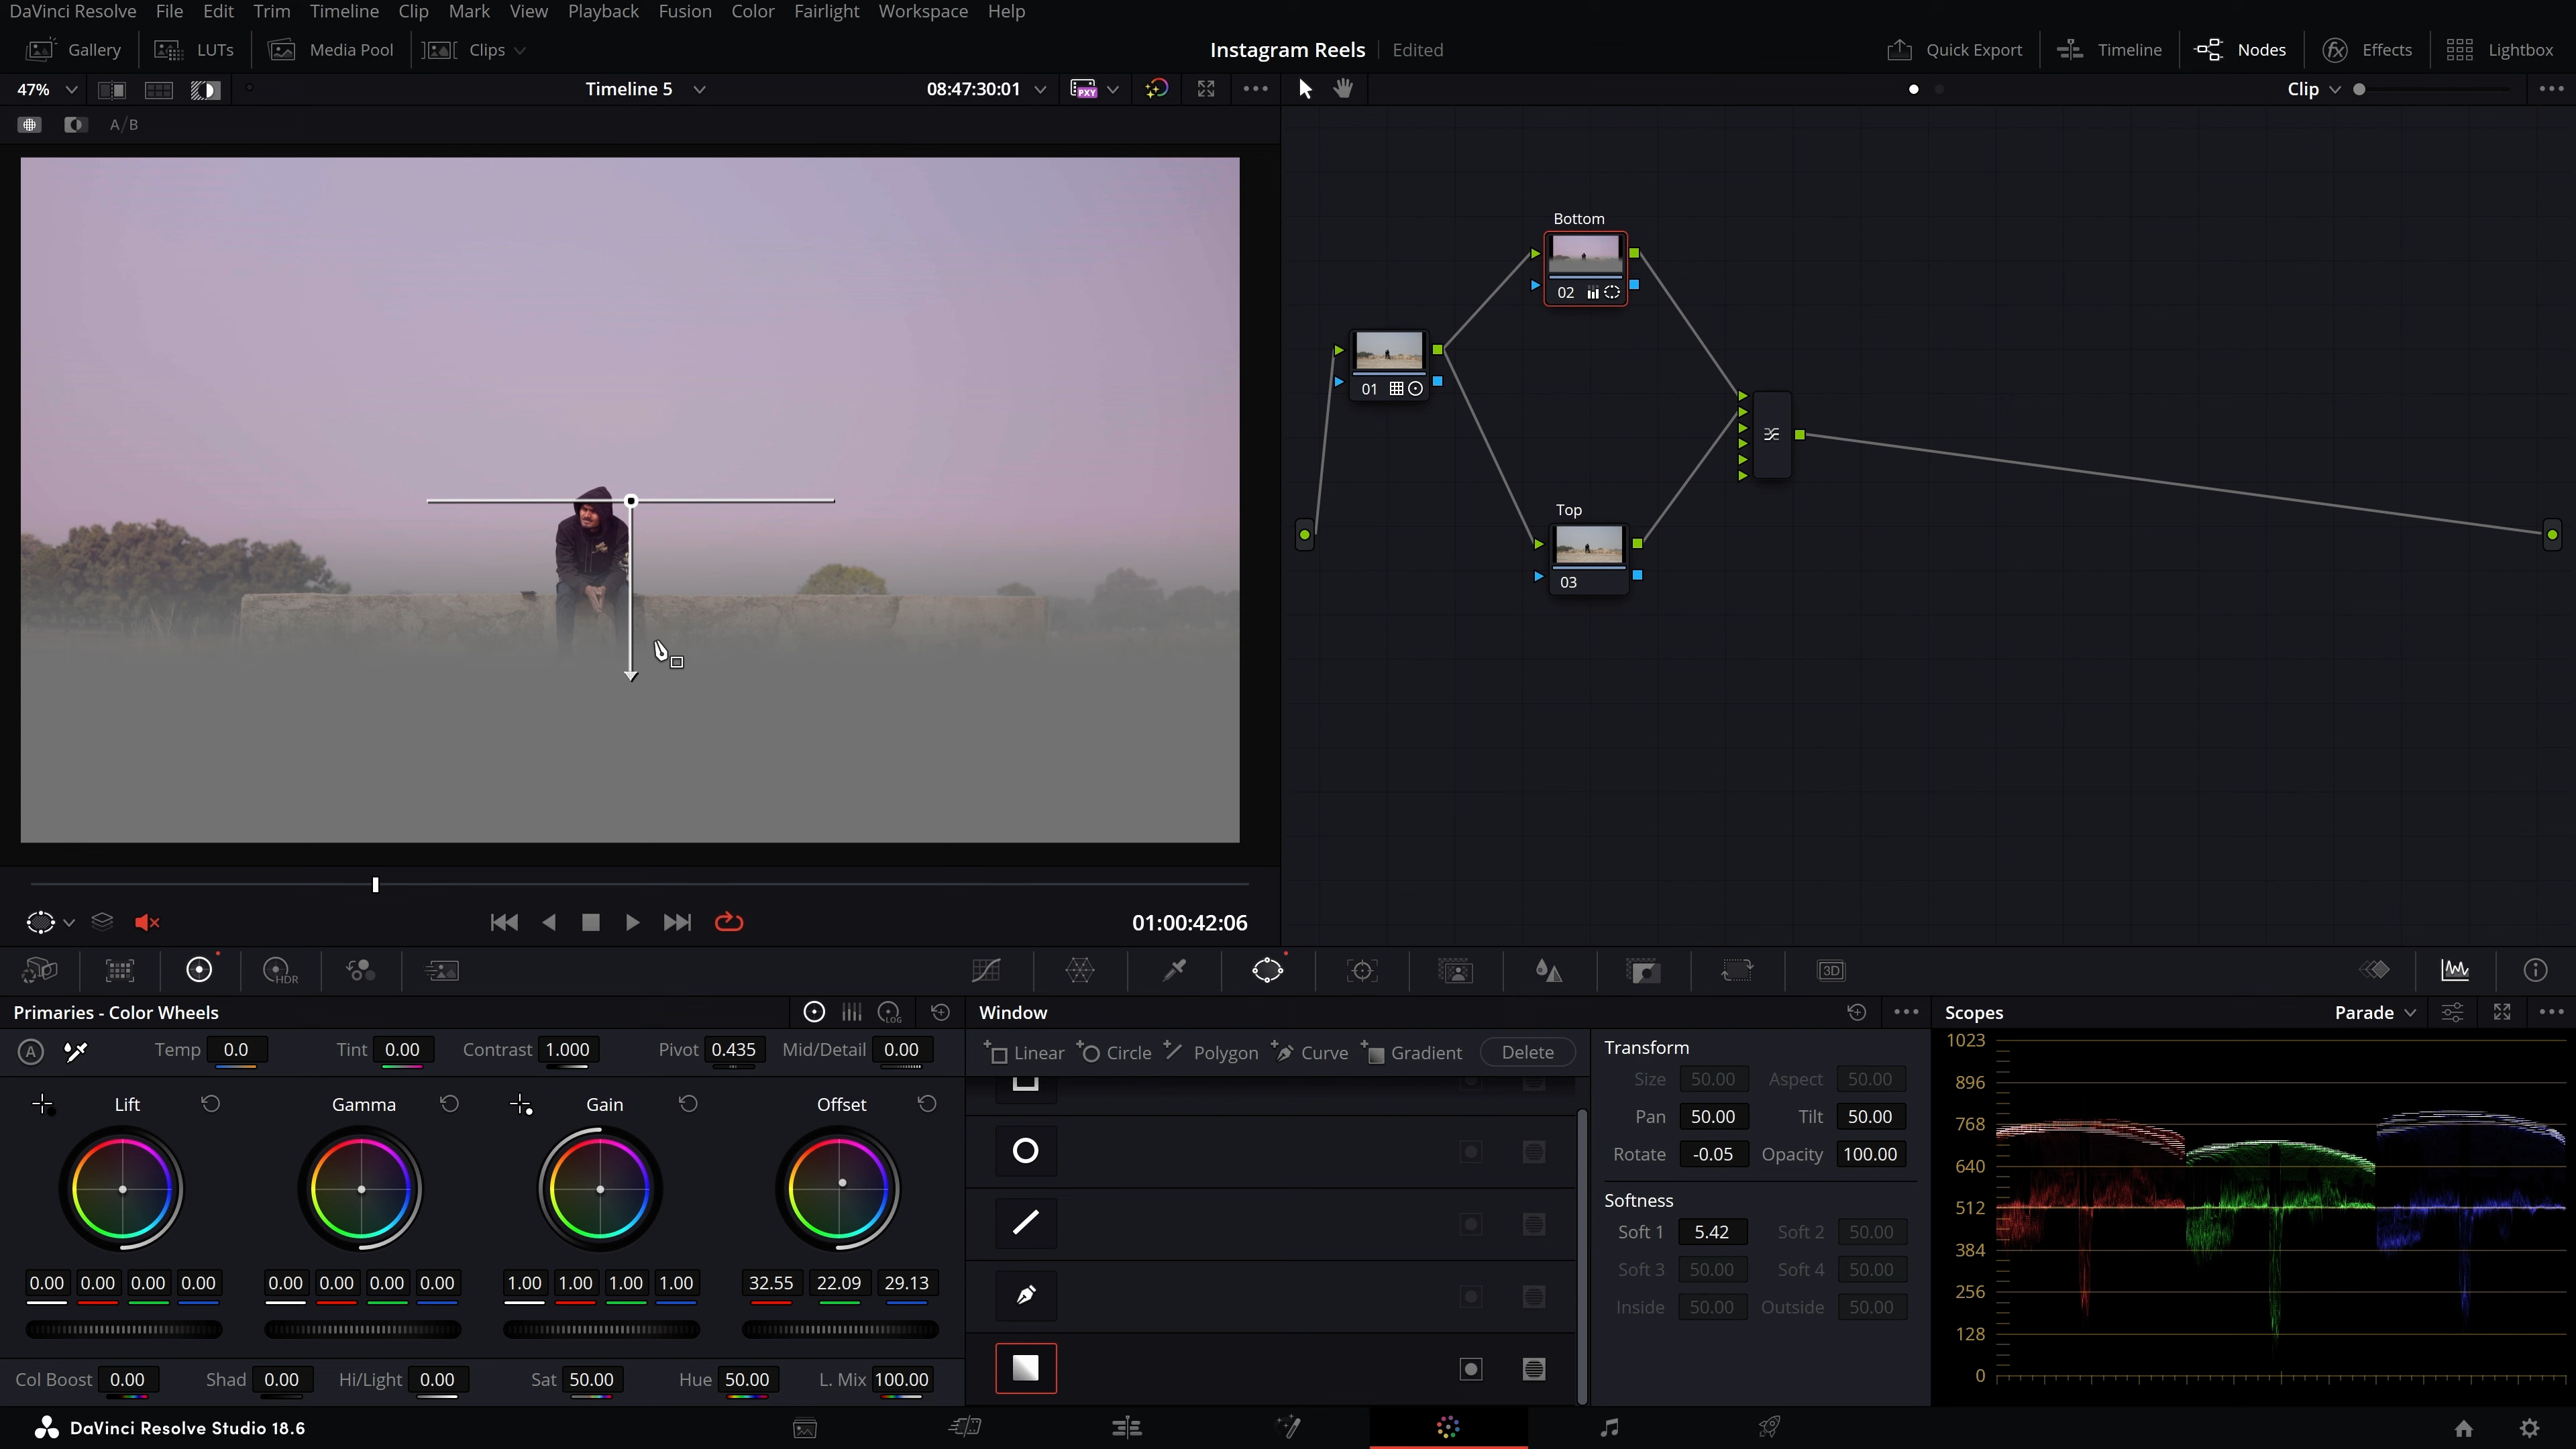 DaVinci Resolve File Edit Trim Timeline Clip Mark View Playback Fusion Color Fairlight Workspace Help
Gallery LUTs Media Pool Clips Instagram Reels Edited Quick Export Timeline Nodes Effects Lightbox
47% Timeline 5 08:47:30:01 PXY Clip
A/B
Bottom
02
01
Top
03
01:00:42:06
HDR 3D
Primaries - Color Wheels LOG Window Scopes Parade
A Temp 0.0 Tint 0.00 Contrast 1.000 Pivot 0.435 Mid/Detail 0.00
Linear Circle Polygon Curve Gradient Delete
Lift Gamma Gain Offset
0.00 0.00 0.00 0.00 0.00 0.00 0.00 0.00 1.00 1.00 1.00 1.00 32.55 22.09 29.13
Col Boost 0.00 Shad 0.00 Hi/Light 0.00 Sat 50.00 Hue 50.00 L. Mix 100.00
Transform
Size 50.00 Aspect 50.00
Pan 50.00 Tilt 50.00
Rotate -0.05 Opacity 100.00
Softness
Soft 1 5.42 Soft 2 50.00
Soft 3 50.00 Soft 4 50.00
Inside 50.00 Outside 50.00
1023
896
768
640
512
384
256
128
0
DaVinci Resolve Studio 18.6